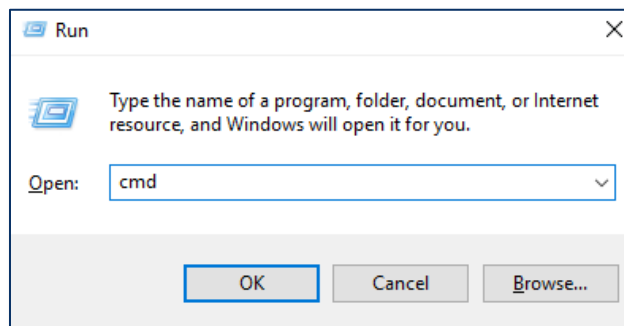 Run
Type the name of a program, folder, document, or Internet
resource, and Windows will open it for you.
Open: cmd
OK Cancel Browse...